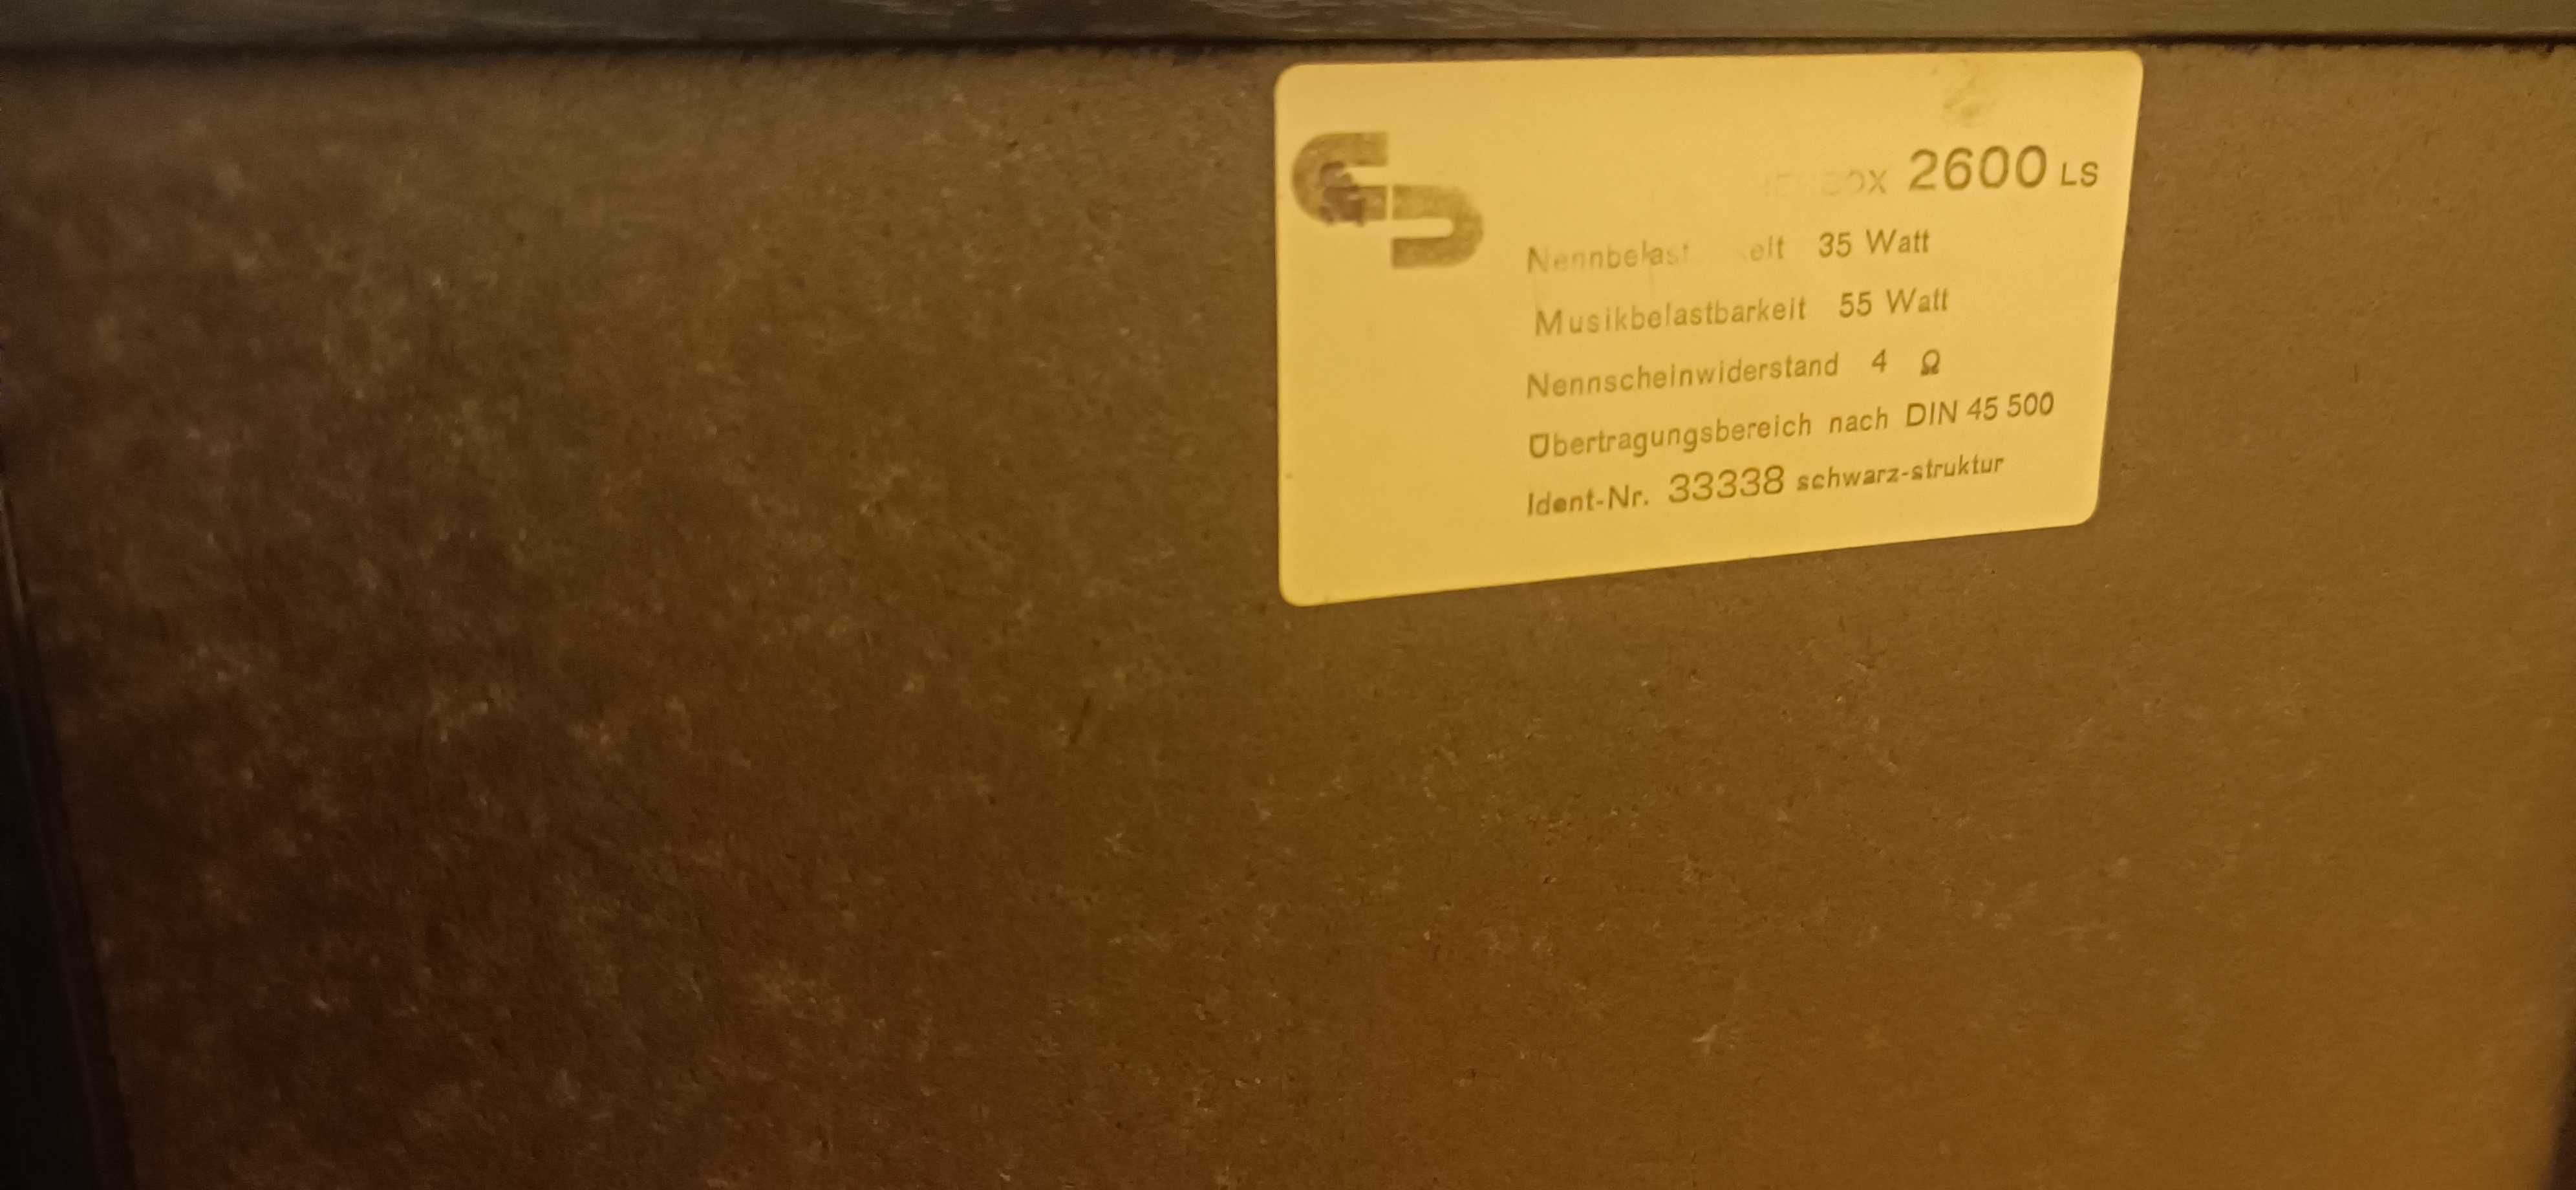 2600 LS
35 Watt
Musikbelastbarkeit 55 Watt
Nennscheinwiderstand 4 Ω
Übertragungsbereich nach DIN 45 500
Ident-Nr. 33338 schwarz-struktur